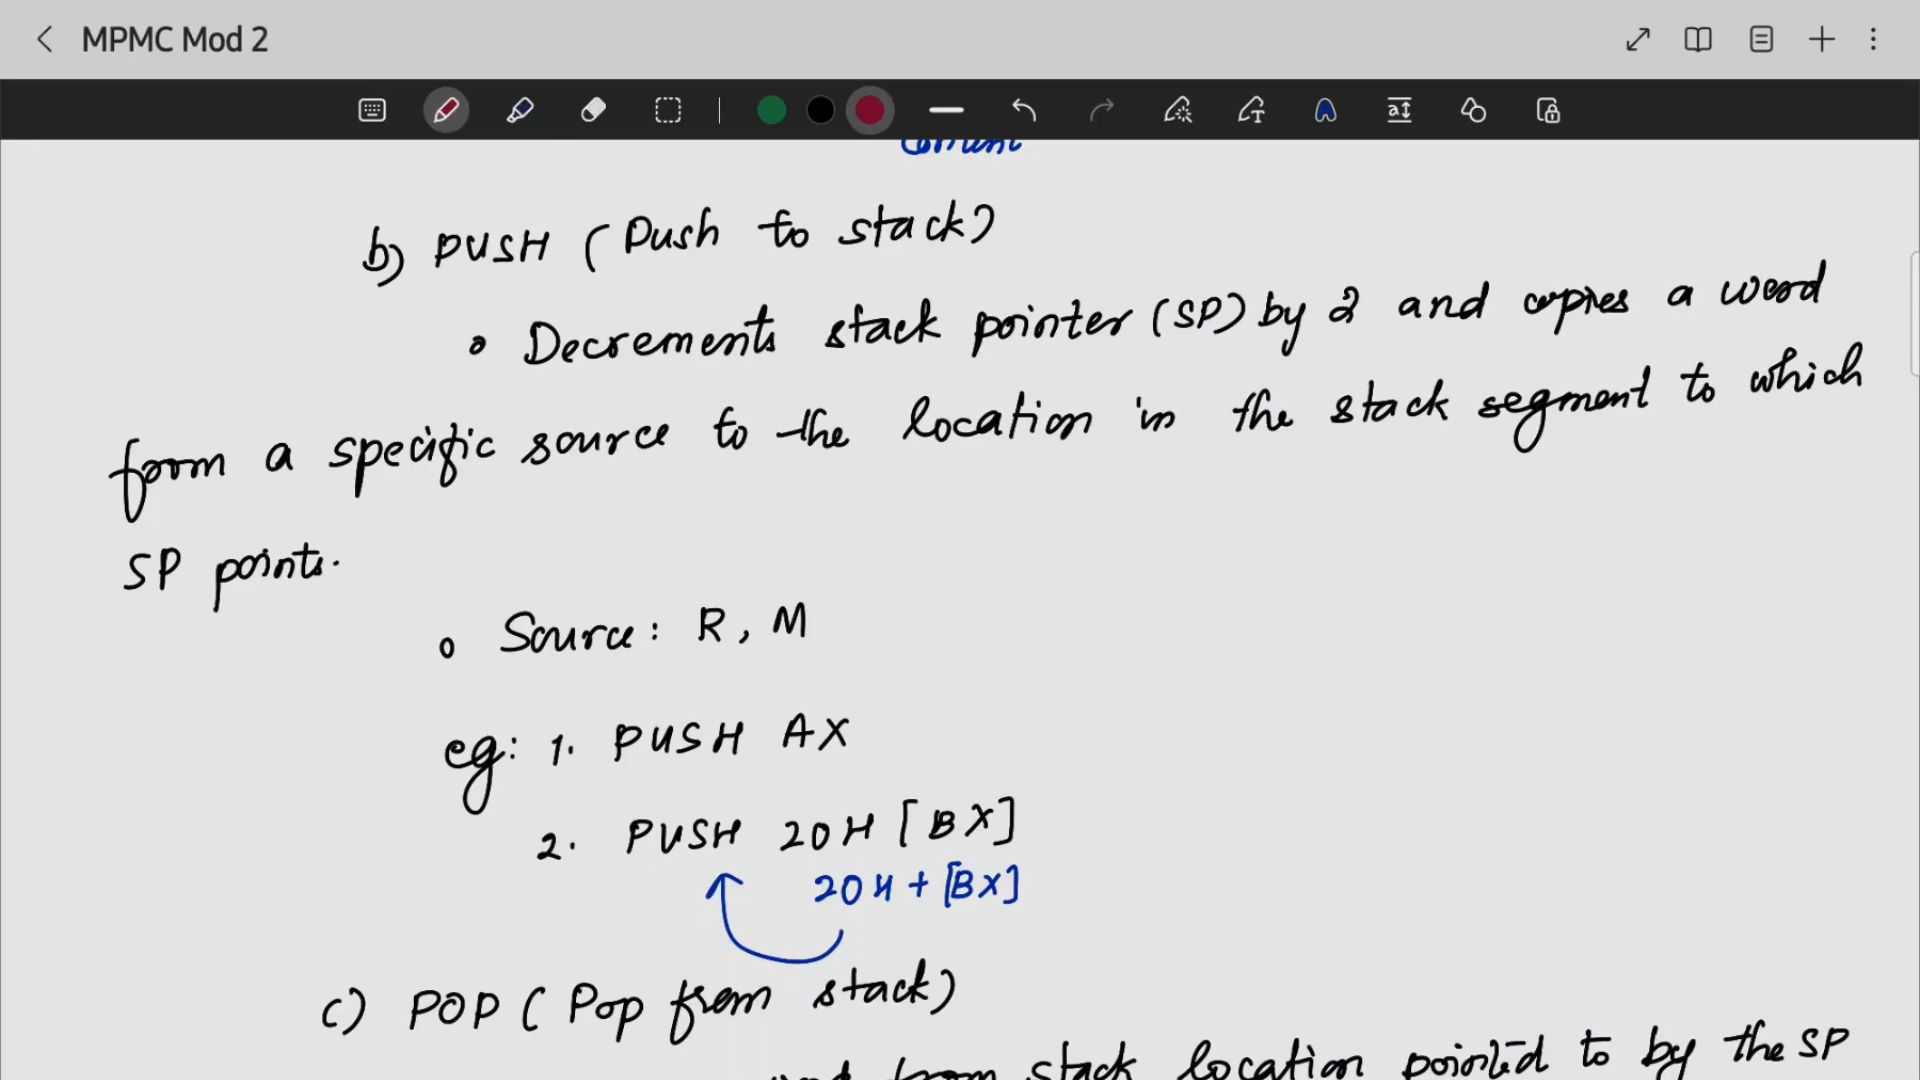 MPMC Mod 2
b) PUSH (Push to stack)
o Decrements stack pointer (SP) by 2 and copies a word
from a specific source to the location in the stack segment to which
SP points.
o Source: R, M
eg: 1. PUSH AX
2. PUSH 20H [BX]
20H + [BX]
c) POP (Pop from stack)
from stack location pointed to by the SP